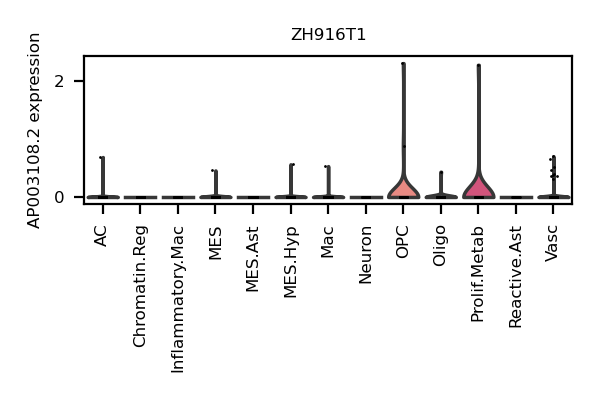 ZH916T1
AP003108.2 expression
2
0
AC
Chromatin.Reg
Inflammatory.Mac
MES
MES.Ast
MES.Hyp
Mac
Neuron
OPC
Oligo
Prolif.Metab
Reactive.Ast
Vasc